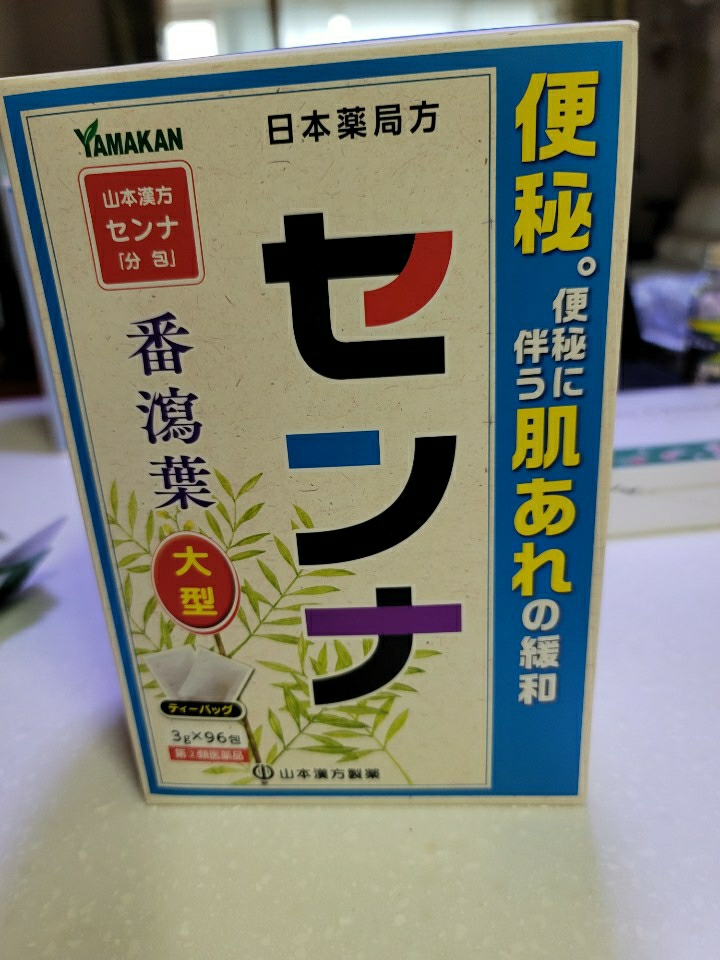 YAMAKAN
日本薬局方
山本漢方
センナ
「分包」
センナ
番瀉葉
大型
ティーバッグ
3g×96包
第②類医薬品
山本漢方製薬
便秘。
便秘に
伴う
肌あれの緩和